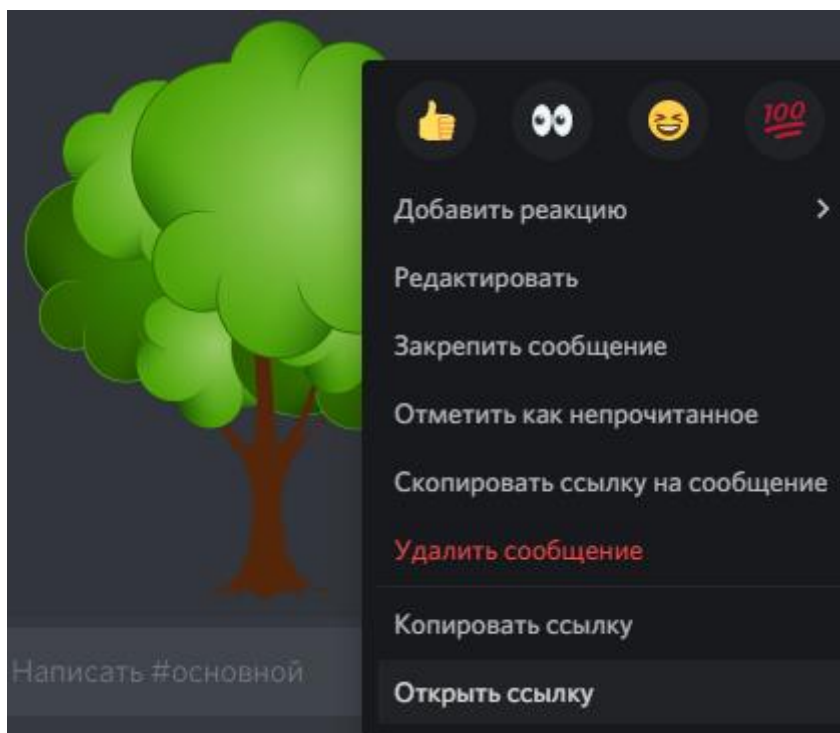 100
Добавить реакцию
Редактировать
Закрепить сообщение
Отметить как непрочитанное
Скопировать ссылку на сообщение
Удалить сообщение
Копировать ссылку
Написать #основной
Открыть ссылку